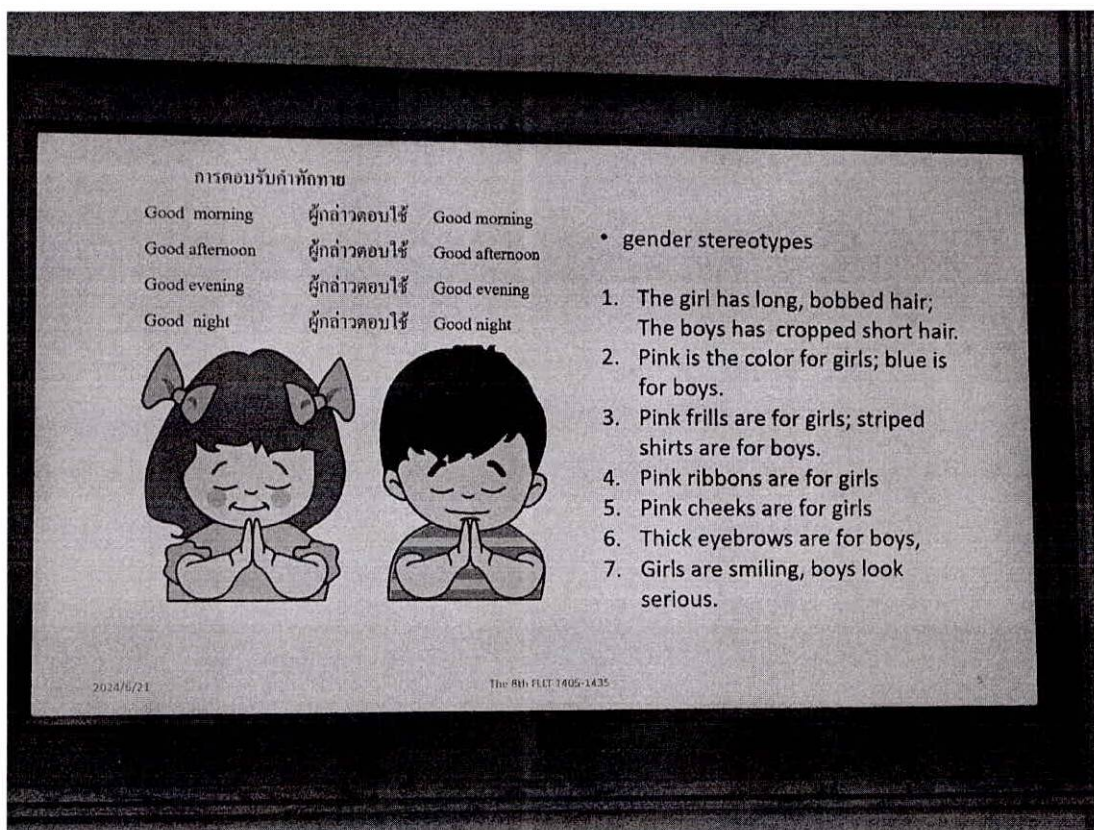 การตอบรับคำทักทาย
Good morning ผู้กล่าวตอบใช้ Good morning
Good afternoon ผู้กล่าวตอบใช้ Good afternoon
Good evening ผู้กล่าวตอบใช้ Good evening
Good night ผู้กล่าวตอบใช้ Good night
• gender stereotypes
1. The girl has long, bobbed hair;
The boys has cropped short hair.
2. Pink is the color for girls; blue is
for boys.
3. Pink frills are for girls; striped
shirts are for boys.
4. Pink ribbons are for girls
5. Pink cheeks are for girls
6. Thick eyebrows are for boys,
7. Girls are smiling, boys look
serious.
2024/6/21
The 8th FLLT 1405-1435
5